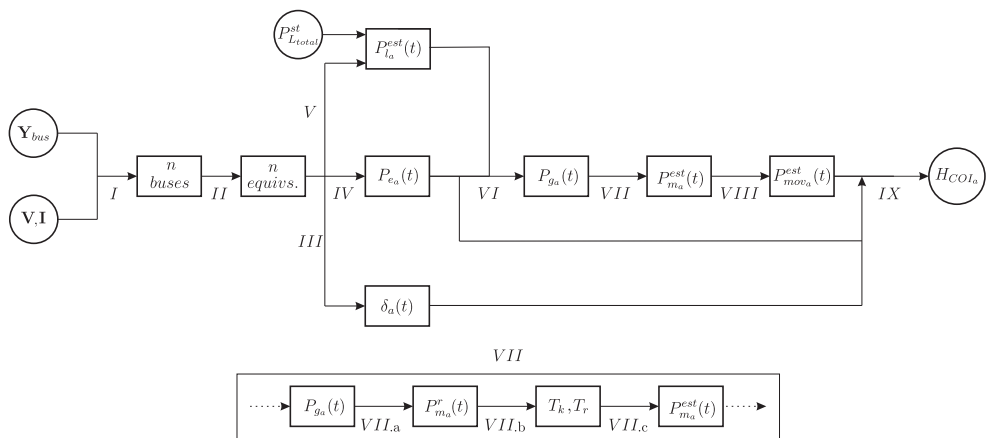 P^{st}_{L_{total}}
P^{est}_{l_a}(t)
V
Y_{bus}
V,I
I
n
buses
II
n
equivs.
IV
P_{e_a}(t)
VI
P_{g_a}(t)
VII
P^{est}_{m_a}(t)
VIII
P^{est}_{mov_a}(t)
IX
H_{COI_a}
III
δ_a(t)
VII
P_{g_a}(t)
VII.a
P^{r}_{m_a}(t)
VII.b
T_k,T_r
VII.c
P^{est}_{m_a}(t)